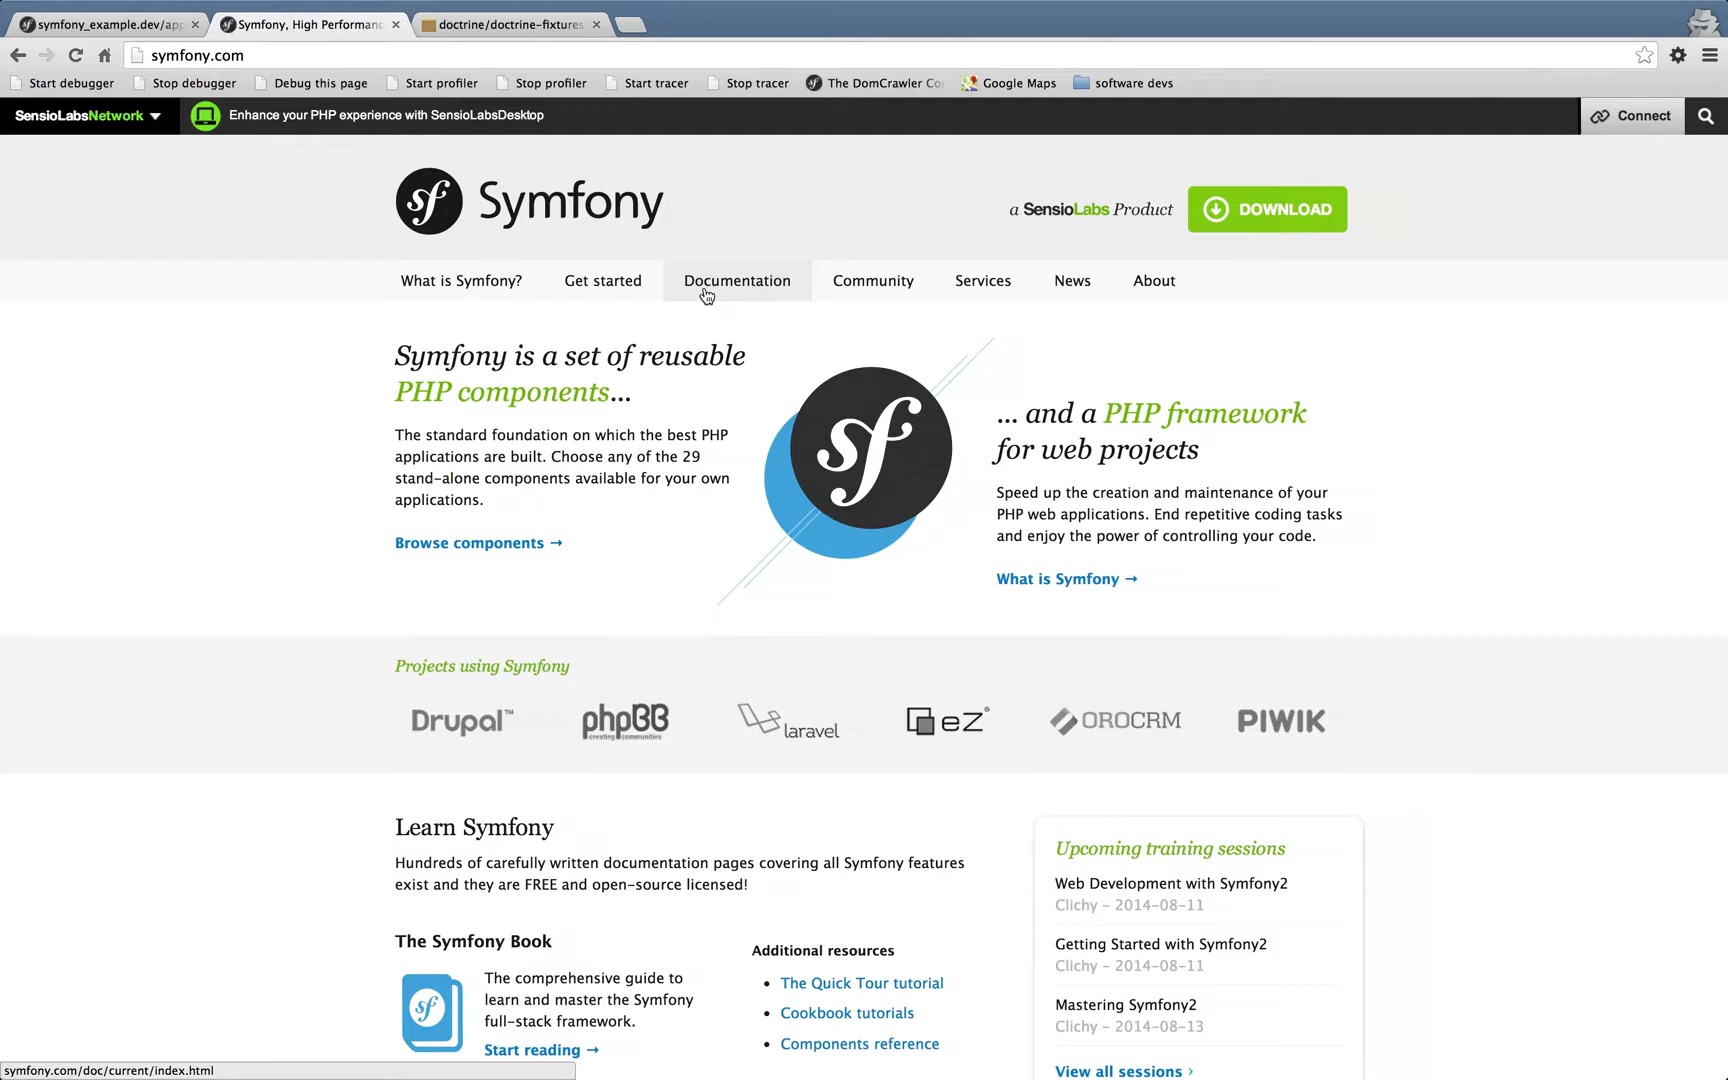 symfony_example.dev/app
Symfony, High Performanc
doctrine/doctrine-fixtures
symfony.com
Start debugger
Stop debugger
Debug this page
Start profiler
Stop profiler
Start tracer
Stop tracer
The DomCrawler Co
Google Maps
software devs
SensioLabsNetwork
Enhance your PHP experience with SensioLabsDesktop
Connect
sf Symfony
a SensioLabs Product
DOWNLOAD
What is Symfony?
Get started
Documentation
Community
Services
News
About
Symfony is a set of reusable
PHP components...
The standard foundation on which the best PHP
applications are built. Choose any of the 29
stand-alone components available for your own
applications.
Browse components →
sf
... and a PHP framework
for web projects
Speed up the creation and maintenance of your
PHP web applications. End repetitive coding tasks
and enjoy the power of controlling your code.
What is Symfony →
Projects using Symfony
Drupal™
phpBB
creating communities
laravel
eZ
OROCRM
PIWIK
Learn Symfony
Hundreds of carefully written documentation pages covering all Symfony features
exist and they are FREE and open-source licensed!
The Symfony Book
sf
The comprehensive guide to
learn and master the Symfony
full-stack framework.
Start reading →
Additional resources
• The Quick Tour tutorial
• Cookbook tutorials
• Components reference
Upcoming training sessions
Web Development with Symfony2
Clichy - 2014-08-11
Getting Started with Symfony2
Clichy - 2014-08-11
Mastering Symfony2
Clichy - 2014-08-13
View all sessions ›
symfony.com/doc/current/index.html